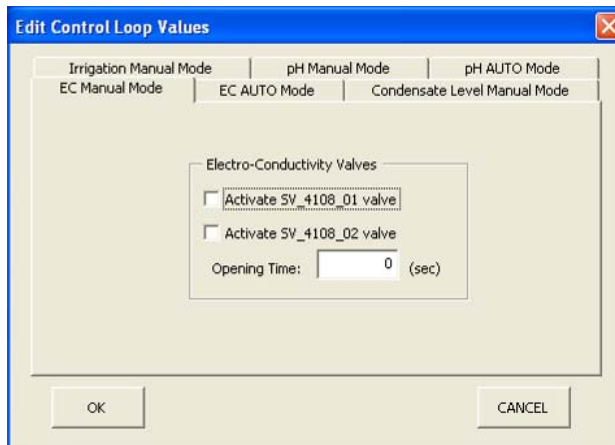 Edit Control Loop Values
Irrigation Manual Mode pH Manual Mode pH AUTO Mode
EC Manual Mode EC AUTO Mode Condensate Level Manual Mode
Electro-Conductivity Valves
Activate SV_4108_01 valve
Activate SV_4108_02 valve
Opening Time: 0 (sec)
OK CANCEL